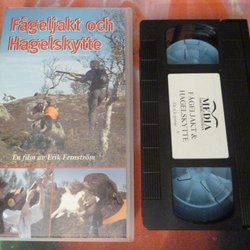 Fågeljakt och
Hagelskytte
En film av Erik Fernström
MEDIA
FÅGELJAKT &
HAGELSKYTTE